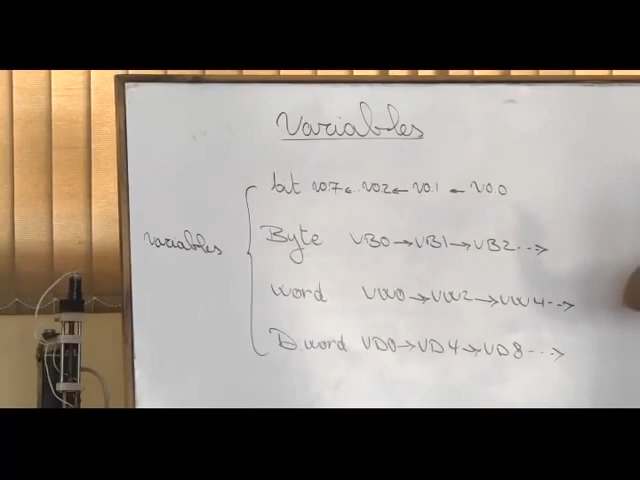 Variables
bit V0.7 ←.. V0.2 ← V0.1 ← V0.0
variables
Byte VB0 → VB1 → VB2 ...→
word VW0 → VW2 → VW4 ...→
D.word VD0 → VD4 → VD8 ...→